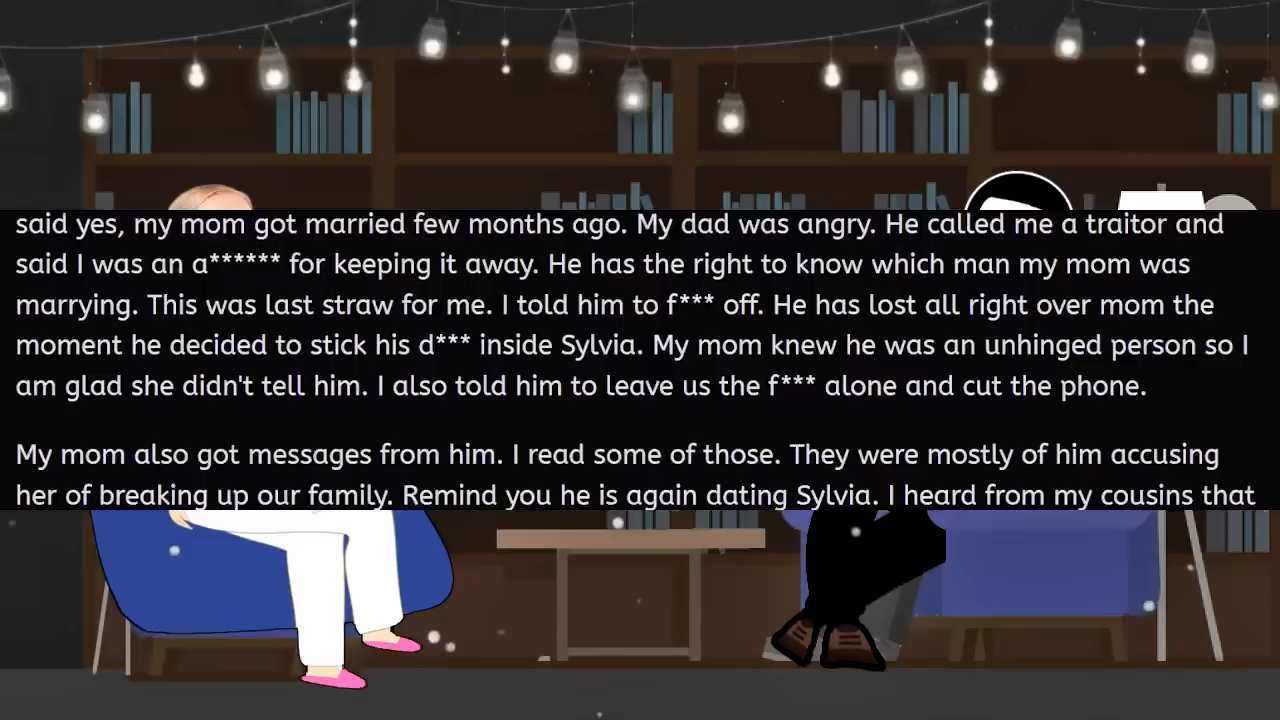 said yes, my mom got married few months ago. My dad was angry. He called me a traitor and
said I was an a****** for keeping it away. He has the right to know which man my mom was
marrying. This was last straw for me. I told him to f*** off. He has lost all right over mom the
moment he decided to stick his d*** inside Sylvia. My mom knew he was an unhinged person so I
am glad she didn't tell him. I also told him to leave us the f*** alone and cut the phone.
My mom also got messages from him. I read some of those. They were mostly of him accusing
her of breaking up our family. Remind you he is again dating Sylvia. I heard from my cousins that